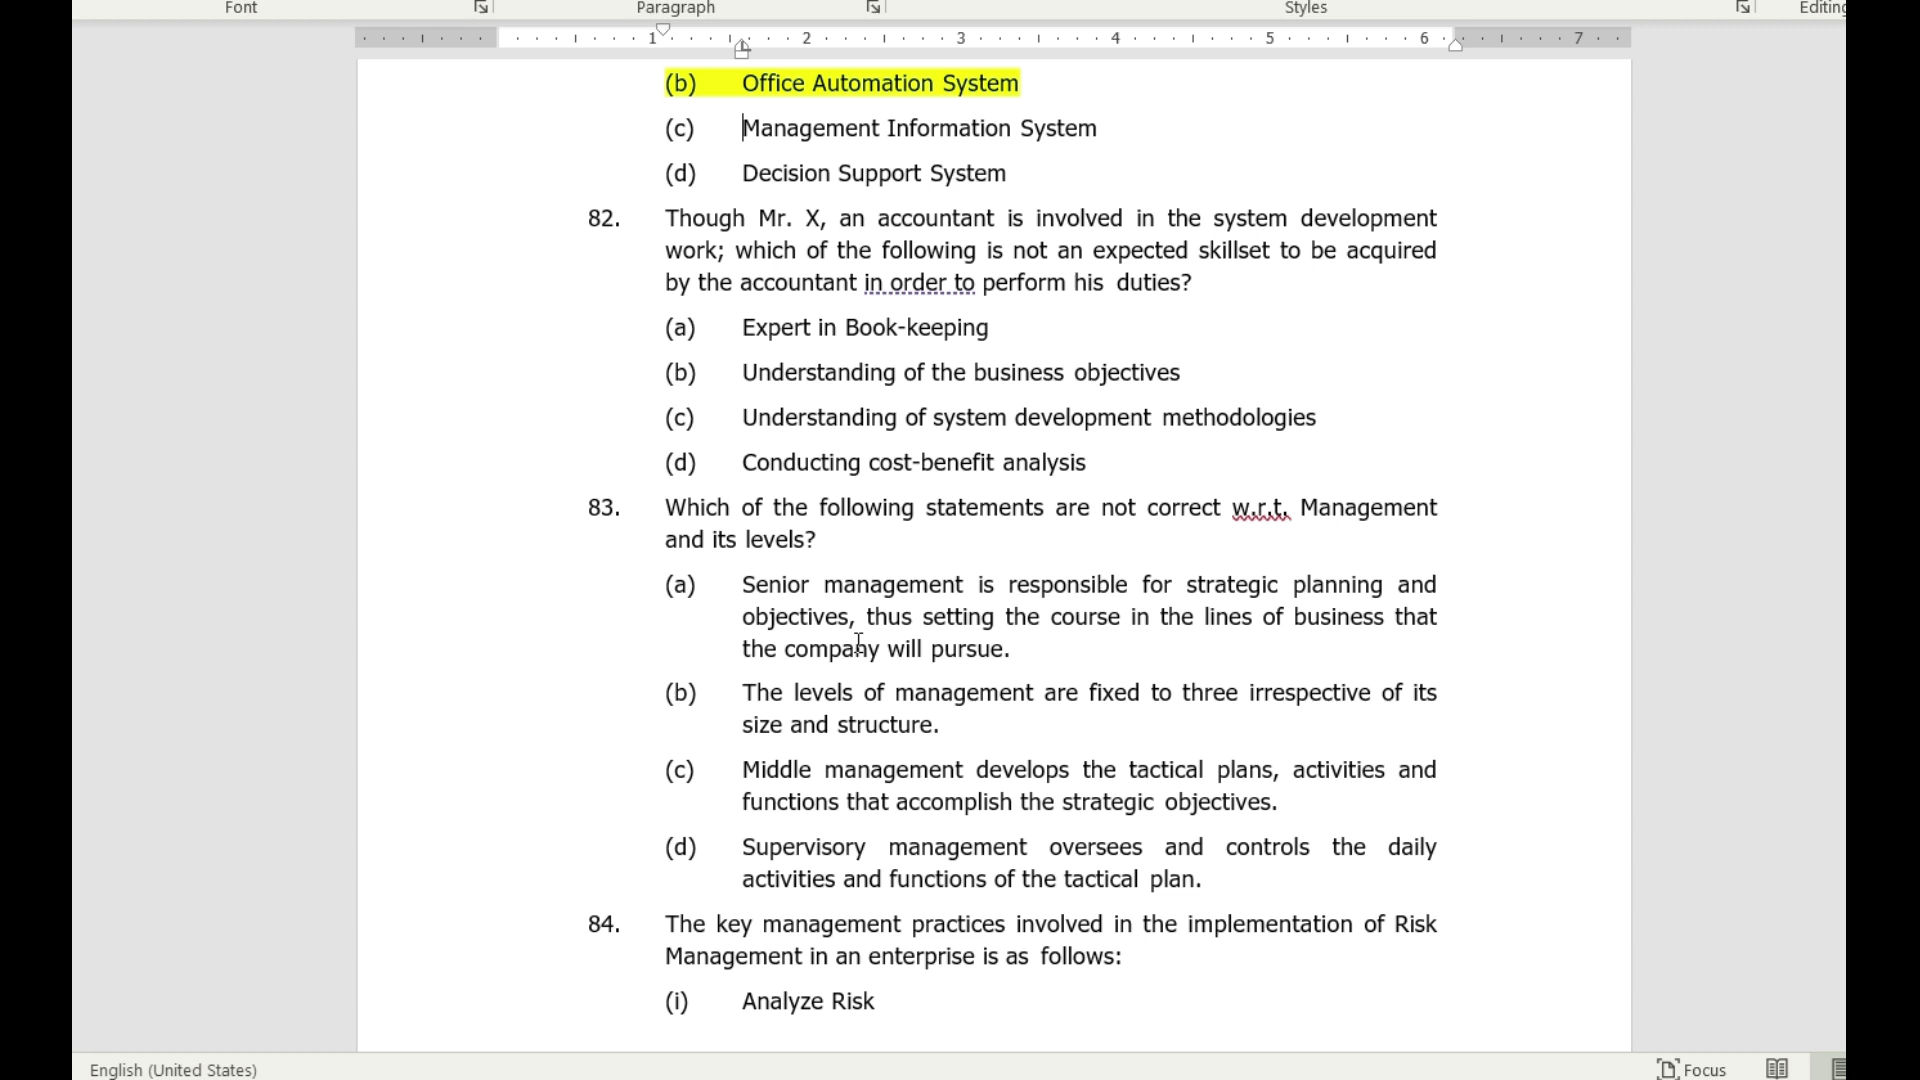 Font Paragraph Styles Editing
1 2 3 4 5 6 7
(b) Office Automation System
(c) Management Information System
(d) Decision Support System
82. Though Mr. X, an accountant is involved in the system development
work; which of the following is not an expected skillset to be acquired
by the accountant in order to perform his duties?
(a) Expert in Book-keeping
(b) Understanding of the business objectives
(c) Understanding of system development methodologies
(d) Conducting cost-benefit analysis
83. Which of the following statements are not correct w.r.t. Management
and its levels?
(a) Senior management is responsible for strategic planning and
objectives, thus setting the course in the lines of business that
the company will pursue.
(b) The levels of management are fixed to three irrespective of its
size and structure.
(c) Middle management develops the tactical plans, activities and
functions that accomplish the strategic objectives.
(d) Supervisory management oversees and controls the daily
activities and functions of the tactical plan.
84. The key management practices involved in the implementation of Risk
Management in an enterprise is as follows:
(i) Analyze Risk
English (United States) Focus